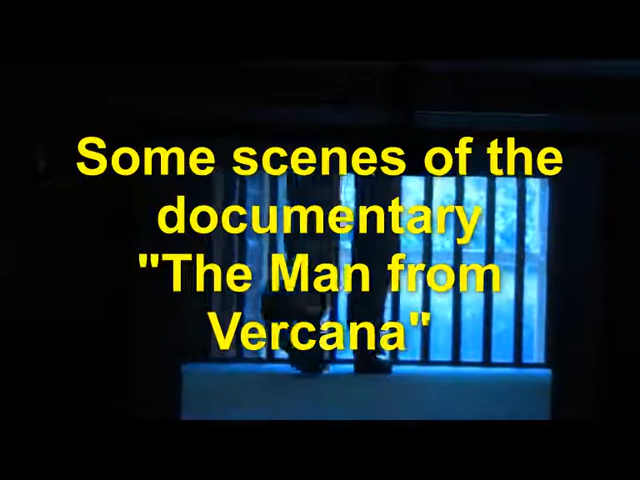 Some scenes of the
documentary
"The Man from
Vercana"